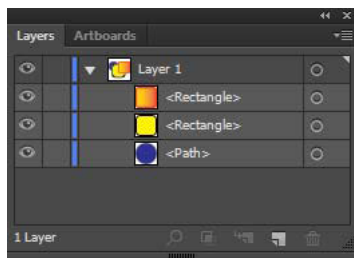 Layers Artboards
Layer 1
<Rectangle>
<Rectangle>
<Path>
1 Layer